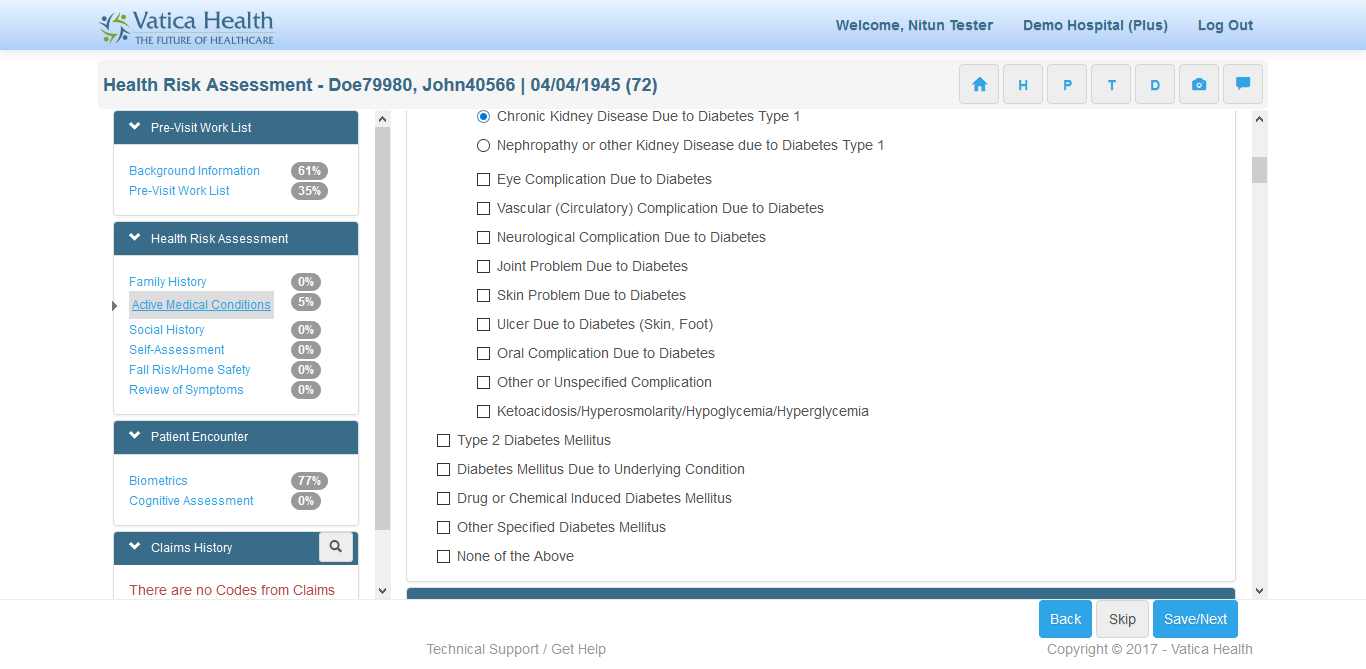 Vatica Health
THE FUTURE OF HEALTHCARE
Welcome, Nitun Tester
Demo Hospital (Plus)
Log Out
Health Risk Assessment - Doe79980, John40566 | 04/04/1945 (72)
H
P
T
D
Pre-Visit Work List
Background Information 61%
Pre-Visit Work List 35%
Health Risk Assessment
Family History 0%
Active Medical Conditions 5%
Social History 0%
Self-Assessment 0%
Fall Risk/Home Safety 0%
Review of Symptoms 0%
Patient Encounter
Biometrics 77%
Cognitive Assessment 0%
Claims History
There are no Codes from Claims
Chronic Kidney Disease Due to Diabetes Type 1
Nephropathy or other Kidney Disease due to Diabetes Type 1
Eye Complication Due to Diabetes
Vascular (Circulatory) Complication Due to Diabetes
Neurological Complication Due to Diabetes
Joint Problem Due to Diabetes
Skin Problem Due to Diabetes
Ulcer Due to Diabetes (Skin, Foot)
Oral Complication Due to Diabetes
Other or Unspecified Complication
Ketoacidosis/Hyperosmolarity/Hypoglycemia/Hyperglycemia
Type 2 Diabetes Mellitus
Diabetes Mellitus Due to Underlying Condition
Drug or Chemical Induced Diabetes Mellitus
Other Specified Diabetes Mellitus
None of the Above
Back
Skip
Save/Next
Technical Support / Get Help
Copyright © 2017 - Vatica Health